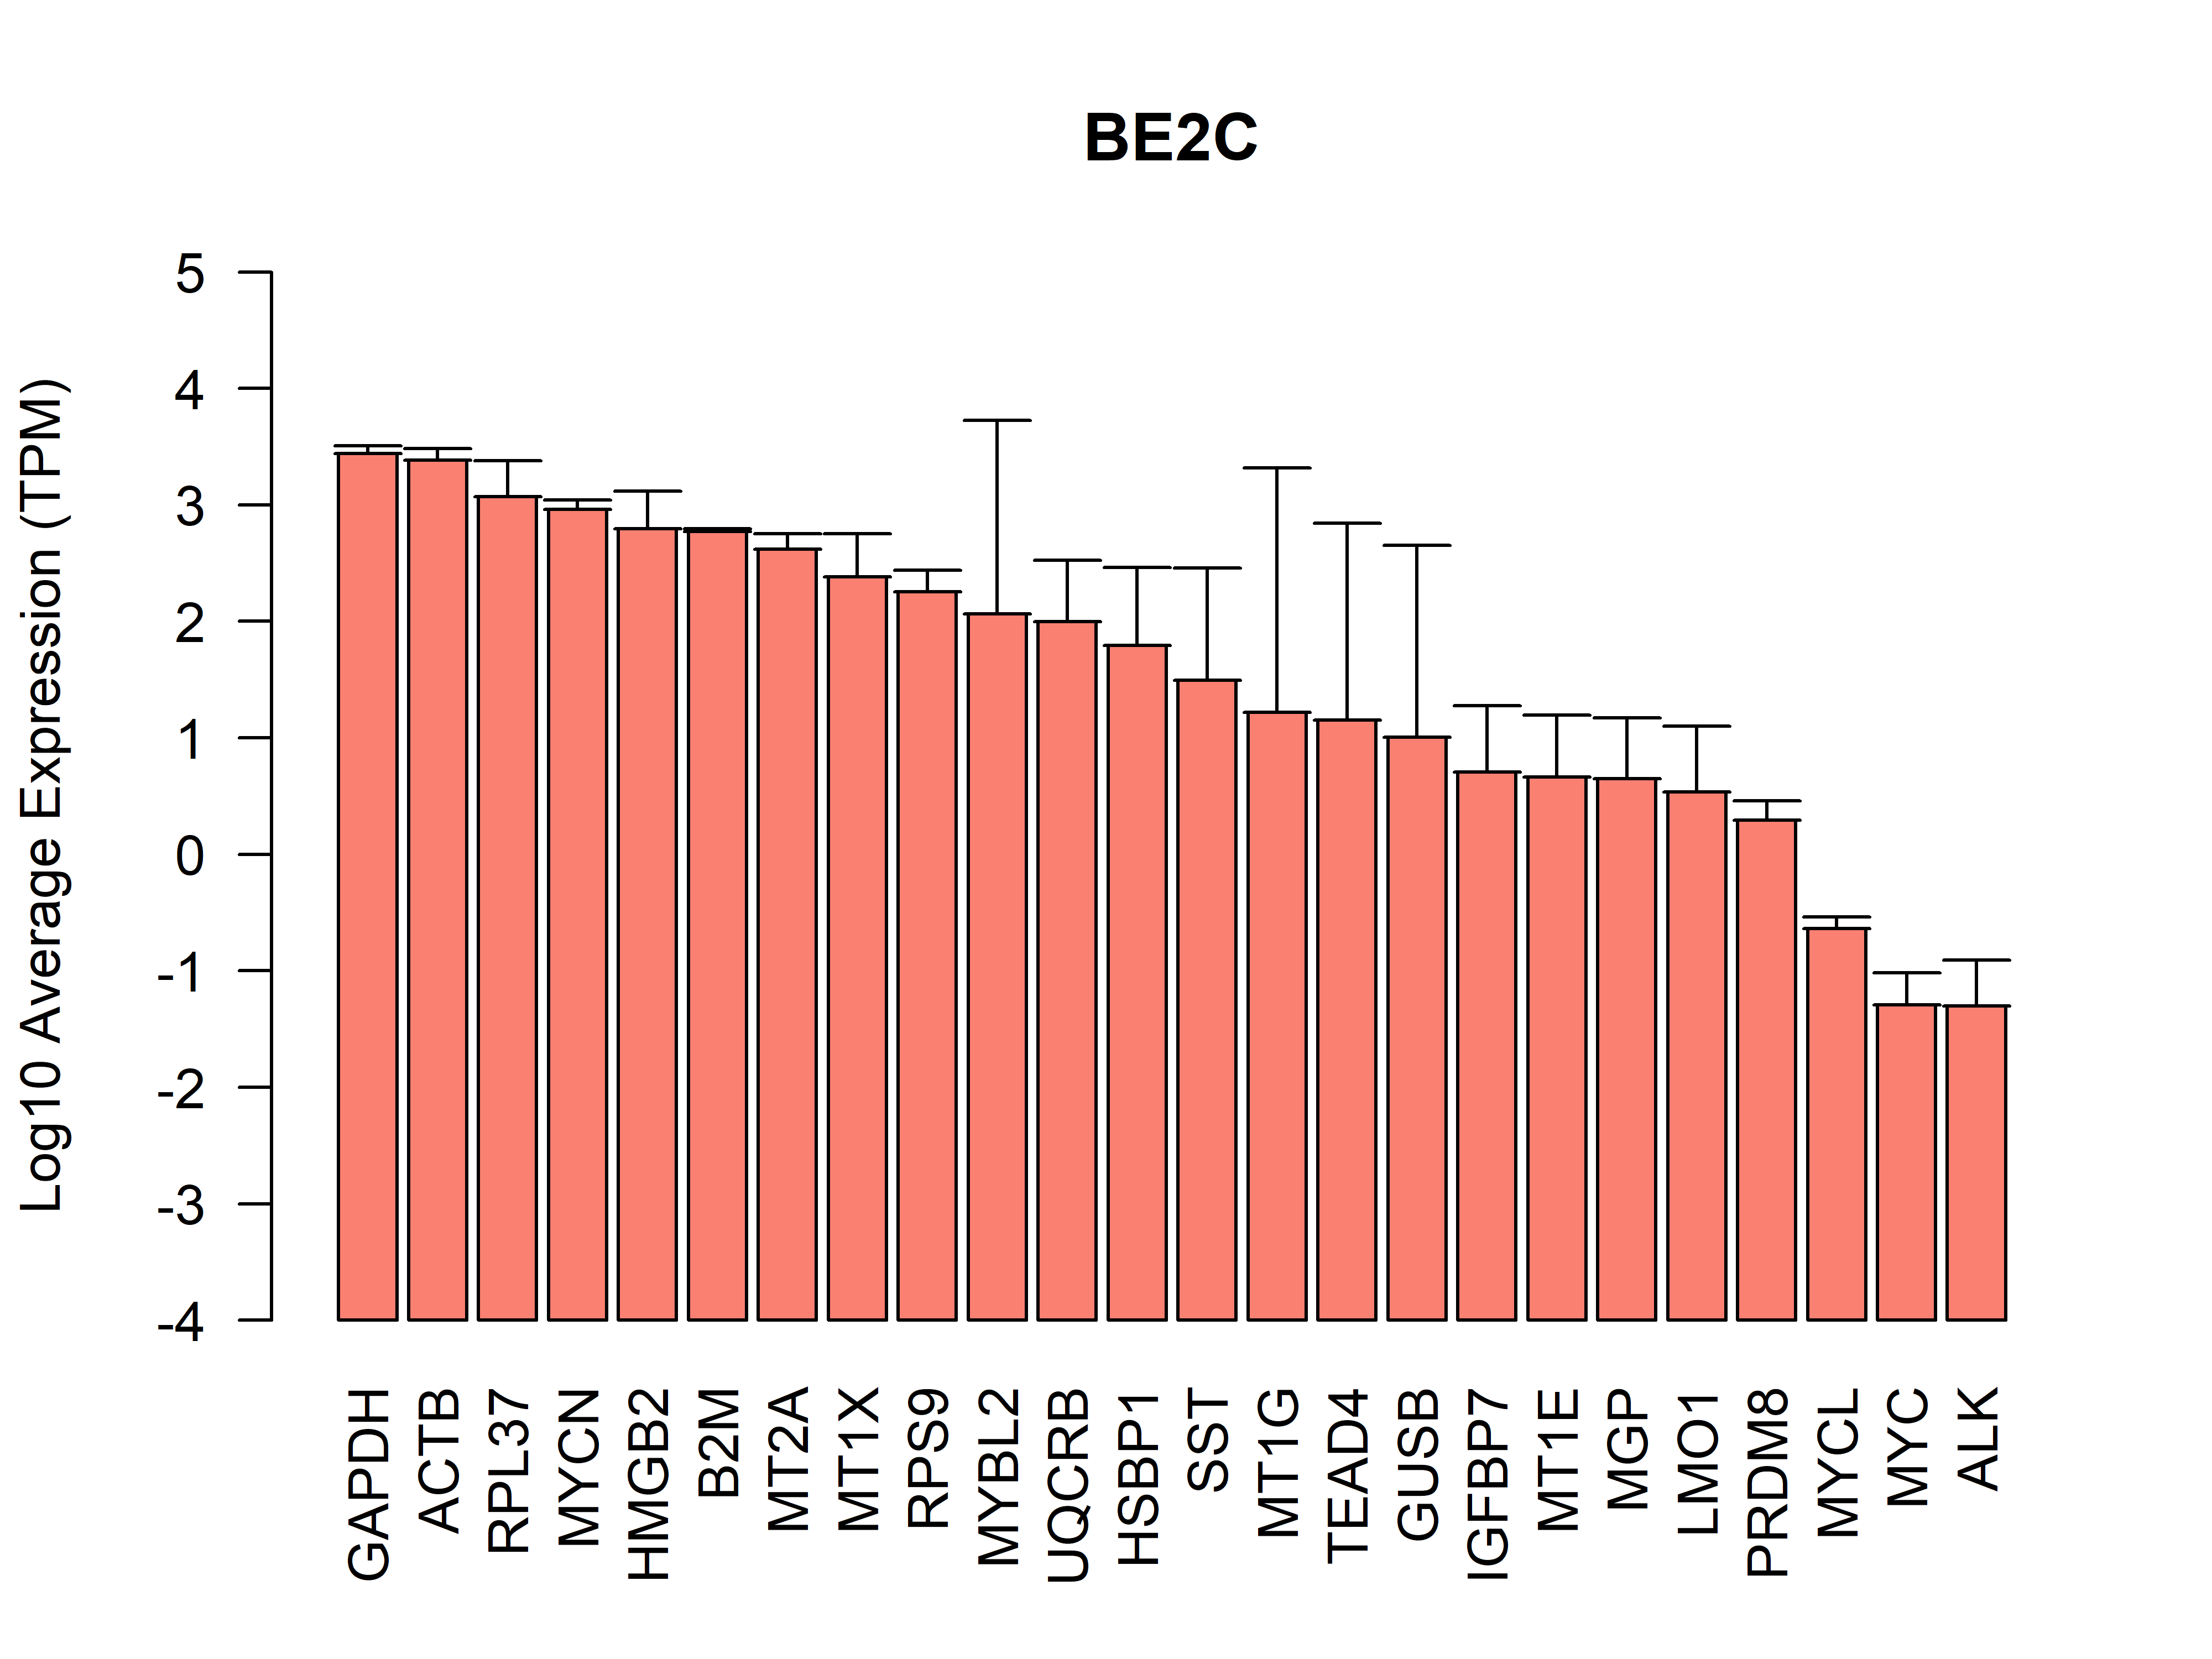 BE2C
Log10 Average Expression (TPM)
5
4
3
2
1
0
-1
-2
-3
-4
GAPDH
ACTB
RPL37
MYCN
HMGB2
B2M
MT2A
MT1X
RPS9
MYBL2
UQCRB
HSBP1
SST
MT1G
TEAD4
GUSB
IGFBP7
MT1E
MGP
LMO1
PRDM8
MYCL
MYC
ALK